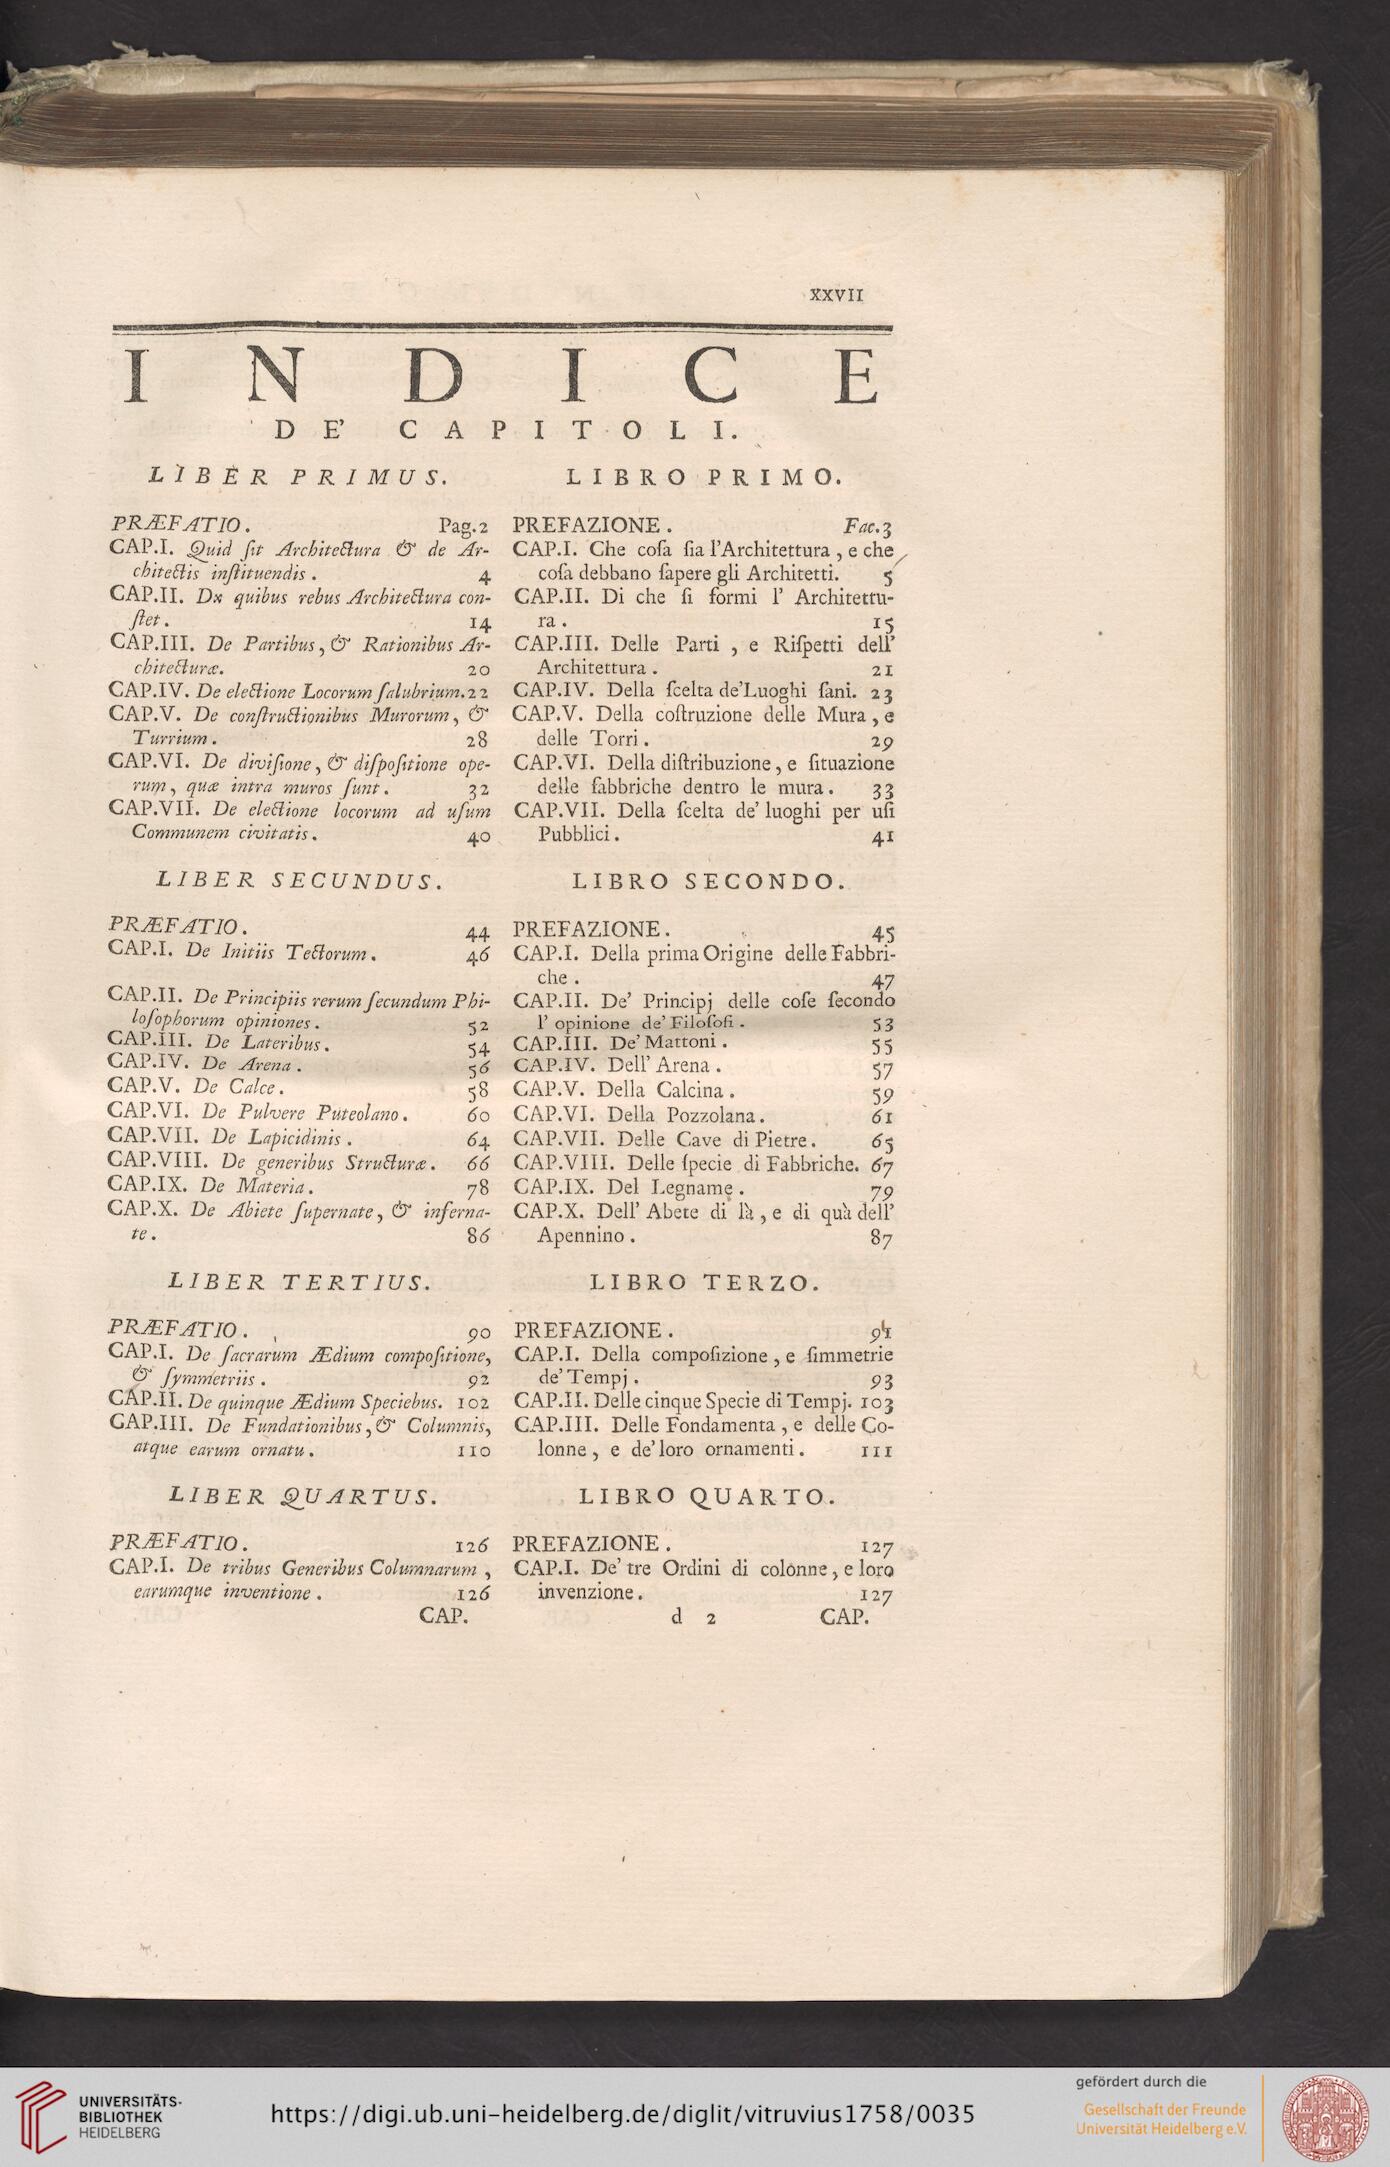 XXVII
INDICE
DE' CAPITOLI.
LIBER PRIMUS.
PRÆFATIO. Pag.2
CAP.I. Quid ſit Architectura & de Ar-
chitectis inſtituendis. 4
CAP.II. Dx quibus rebus Architectura con-
ſtet. 14
CAP.III. De Partibus, & Rationibus Ar-
chitecturæ. 20
CAP.IV. De electione Locorum ſalubrium. 22
CAP.V. De conſtructionibus Murorum, &
Turrium. 28
CAP.VI. De diviſione, & diſpoſitione ope-
rum, quæ intra muros ſunt. 32
CAP.VII. De electione locorum ad uſum
Communem civitatis. 40
LIBER SECUNDUS.
PRÆFATIO. 44
CAP.I. De Initiis Tectorum. 46
CAP.II. De Principiis rerum ſecundum Phi-
loſophorum opiniones. 52
CAP.III. De Lateribus. 54
CAP.IV. De Arena. 56
CAP.V. De Calce. 58
CAP.VI. De Pulvere Puteolano. 60
CAP.VII. De Lapicidinis. 64
CAP.VIII. De generibus Structuræ. 66
CAP.IX. De Materia. 78
CAP.X. De Abiete ſupernate, & inferna-
te. 86
LIBER TERTIUS.
PRÆFATIO. 90
CAP.I. De ſacrarum Ædium compoſitione,
& ſymmetriis. 92
CAP.II. De quinque Ædium Speciebus. 102
CAP.III. De Fundationibus, & Columnis,
atque earum ornatu. 110
LIBER QUARTUS.
PRÆFATIO. 126
CAP.I. De tribus Generibus Columnarum,
earumque inventione. 126
CAP.
LIBRO PRIMO.
PREFAZIONE. Fac.3
CAP.I. Che coſa ſia l'Architettura, e che
coſa debbano ſapere gli Architetti. 5
CAP.II. Di che ſi formi l' Architettu-
ra. 15
CAP.III. Delle Parti, e Riſpetti dell'
Architettura. 21
CAP.IV. Della ſcelta de' Luoghi ſani. 23
CAP.V. Della coſtruzione delle Mura, e
delle Torri. 29
CAP.VI. Della diſtribuzione, e ſituazione
delle fabbriche dentro le mura. 33
CAP.VII. Della ſcelta de' luoghi per uſi
Pubblici. 41
LIBRO SECONDO.
PREFAZIONE. 45
CAP.I. Della prima Origine delle Fabbri-
che. 47
CAP.II. De' Principj delle coſe ſecondo
l' opinione de' Filoſofi. 53
CAP.III. De' Mattoni. 55
CAP.IV. Dell' Arena. 57
CAP.V. Della Calcina. 59
CAP.VI. Della Pozzolana. 61
CAP.VII. Delle Cave di Pietre. 65
CAP.VIII. Delle ſpecie di Fabbriche. 67
CAP.IX. Del Legname. 79
CAP.X. Dell' Abete di là, e di quà dell'
Apennino. 87
LIBRO TERZO.
PREFAZIONE. 91
CAP.I. Della compoſizione, e ſimmetrie
de' Tempj. 93
CAP.II. Delle cinque Specie di Tempj. 103
CAP.III. Delle Fondamenta, e delle Co-
lonne, e de' loro ornamenti. 111
LIBRO QUARTO.
PREFAZIONE. 127
CAP.I. De' tre Ordini di colonne, e loro
invenzione. 127
d 2 CAP.
UNIVERSITÄTS-
BIBLIOTHEK
HEIDELBERG
https://digi.ub.uni-heidelberg.de/diglit/vitruvius1758/0035
gefördert durch die
Gesellschaft der Freunde
Universität Heidelberg e.V.